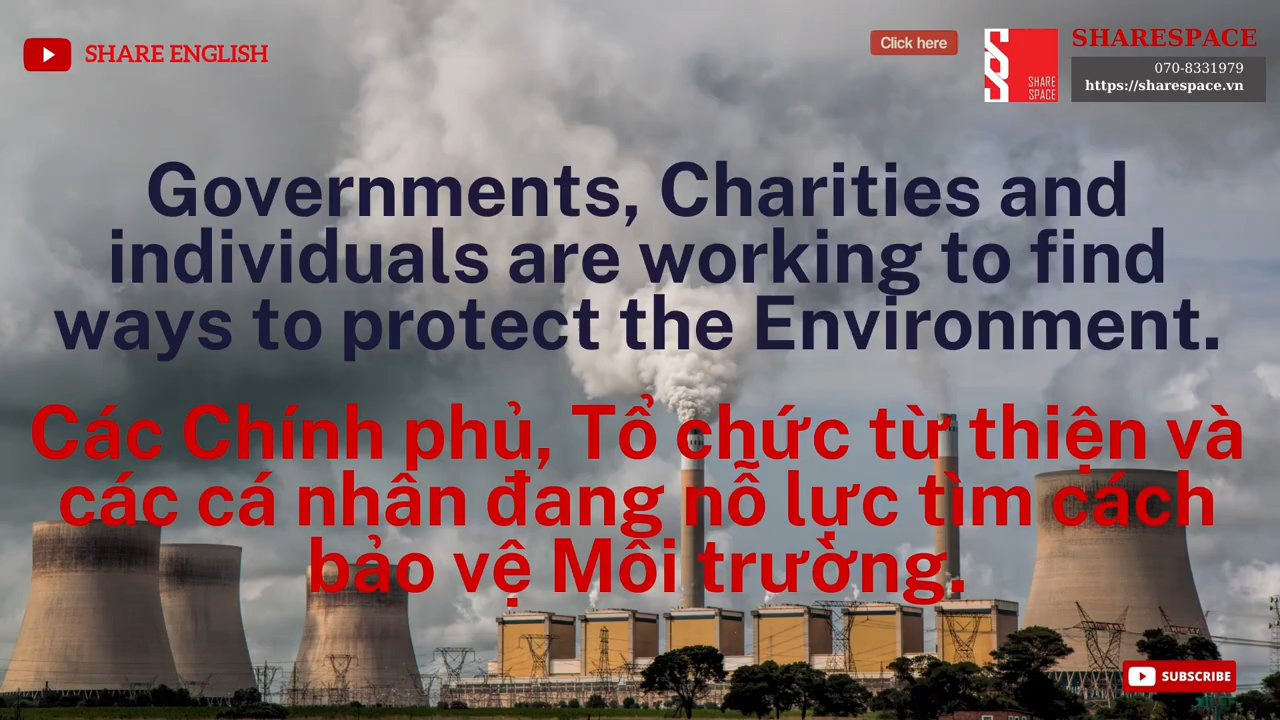 SHARE ENGLISH
Click here
SHARE
SPACE
SHARESPACE
070-8331979
https://sharespace.vn
Governments, Charities and
individuals are working to find
ways to protect the Environment.
Các Chính phủ, Tổ chức từ thiện và
các cá nhân đang nỗ lực tìm cách
bảo vệ Môi trường.
SUBSCRIBE